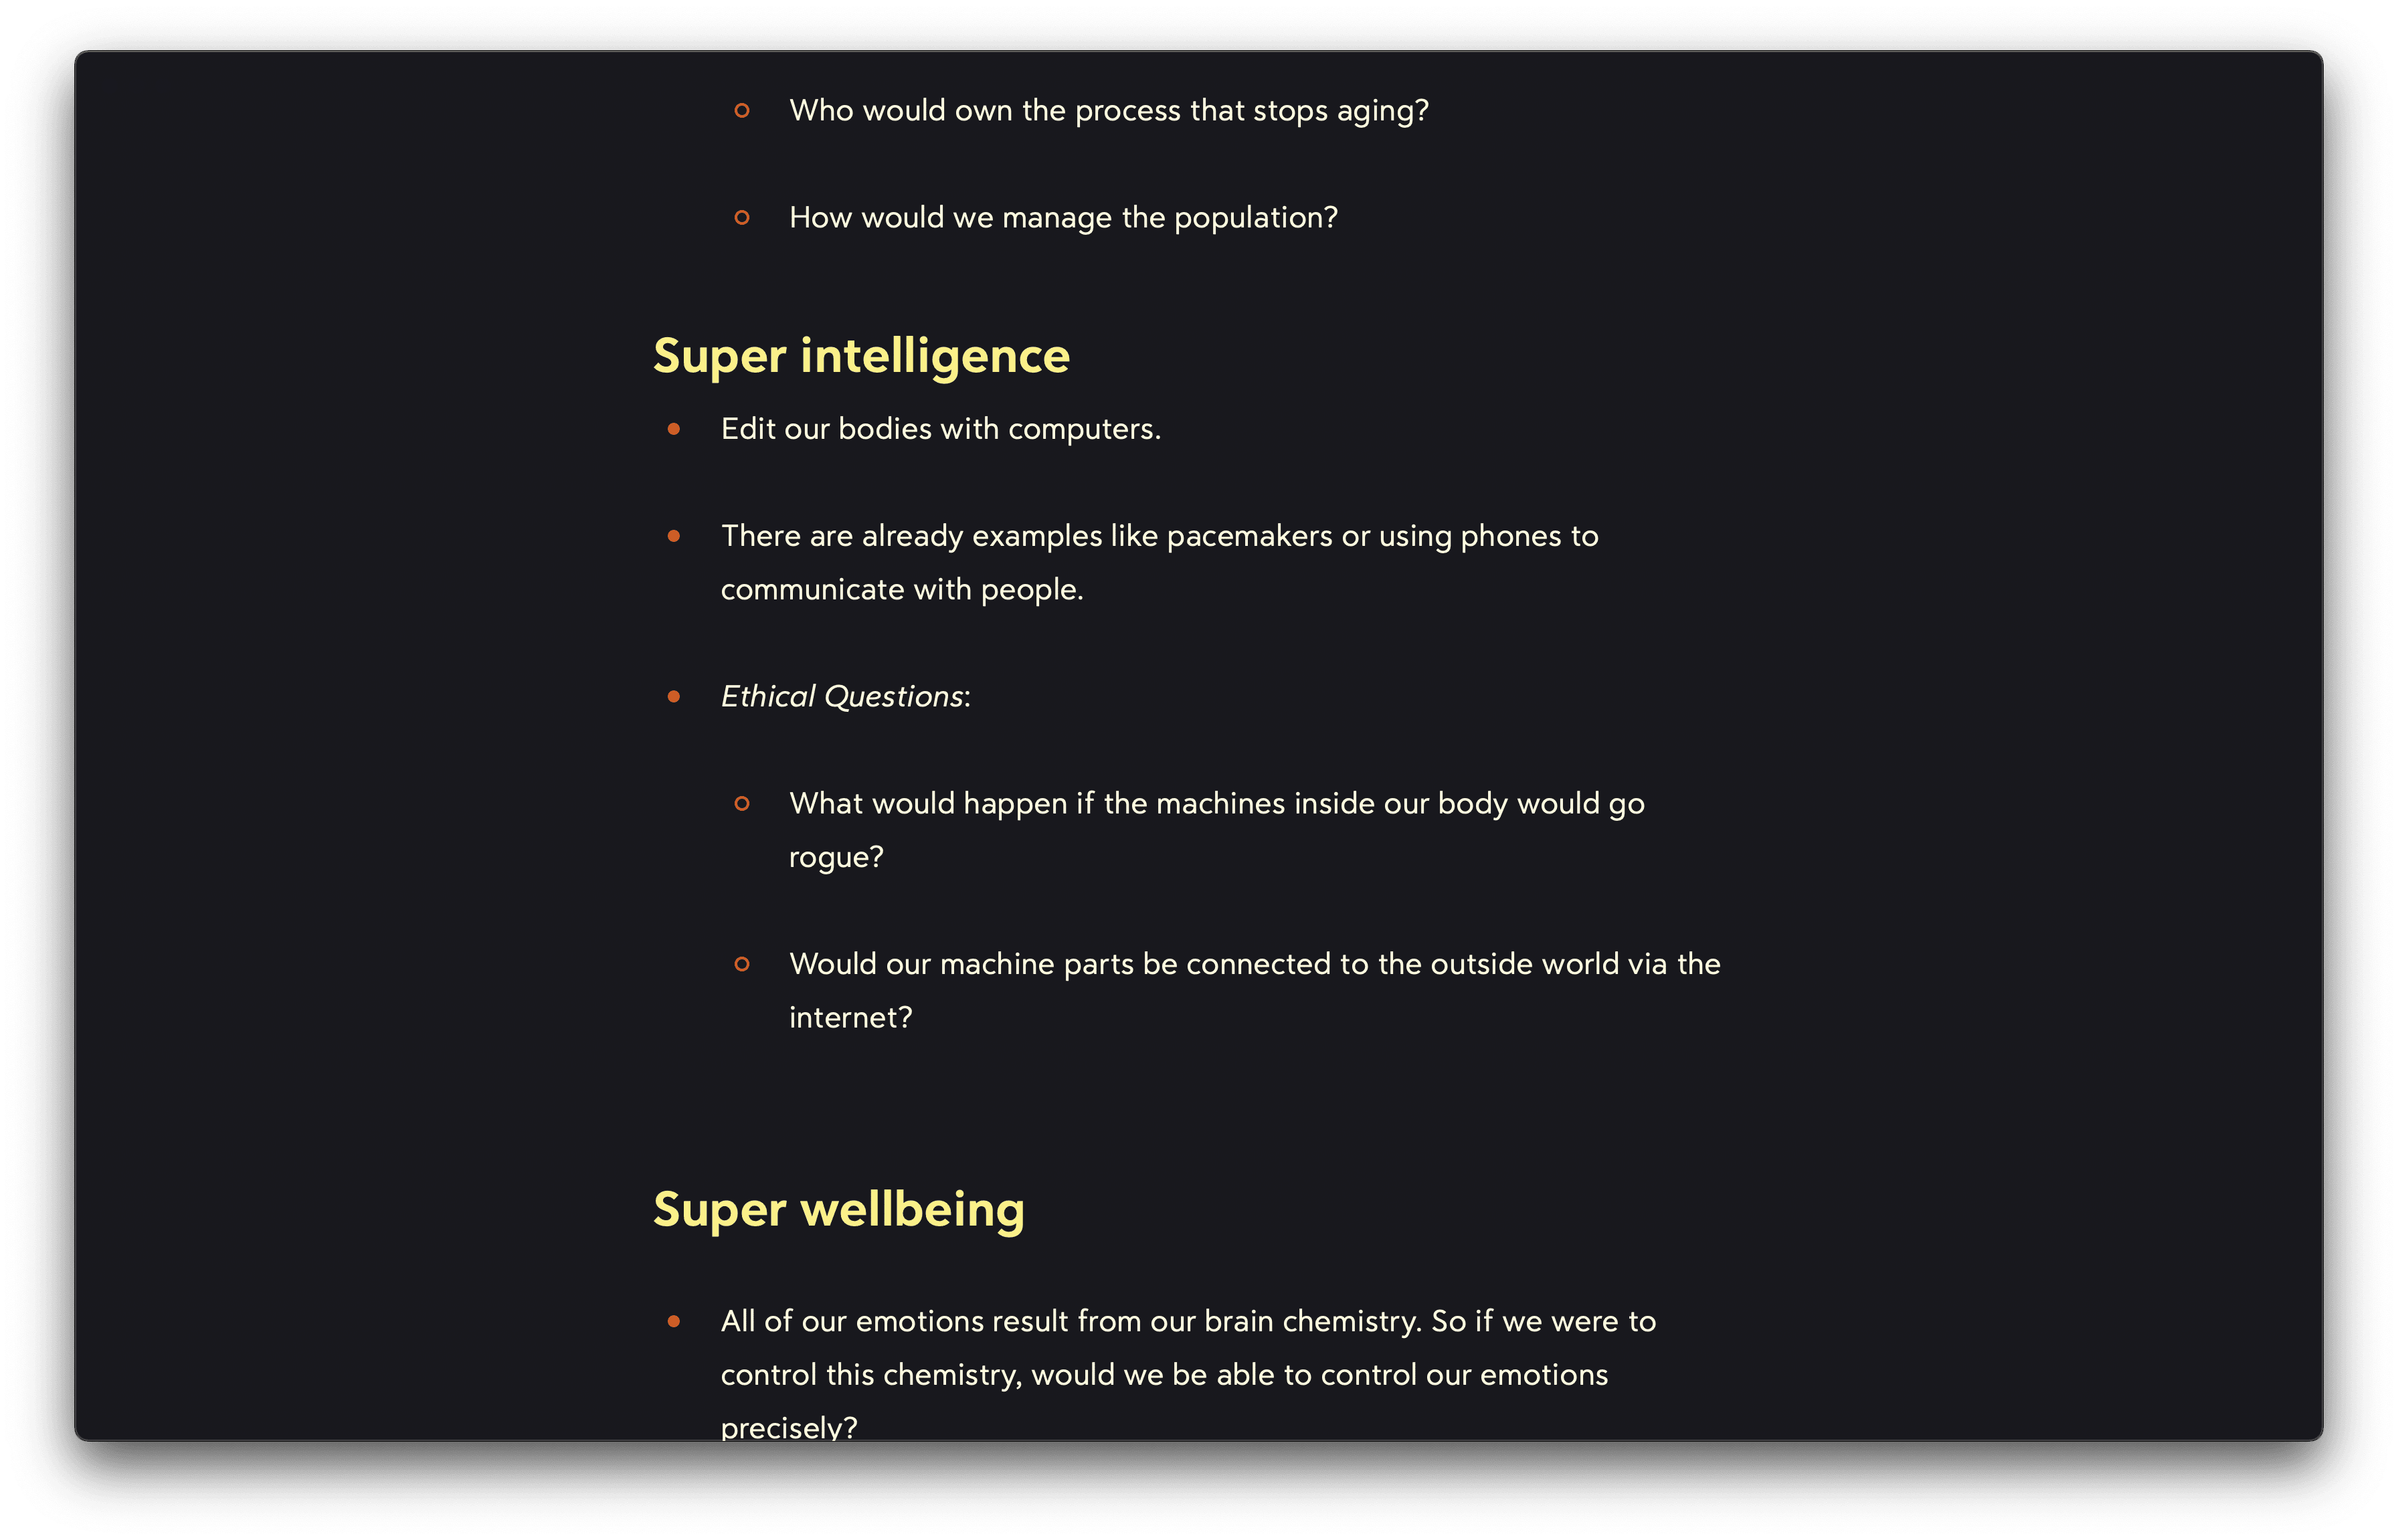 Who would own the process that stops aging?
How would we manage the population?
Super intelligence
Edit our bodies with computers.
There are already examples like pacemakers or using phones to
communicate with people.
Ethical Questions:
What would happen if the machines inside our body would go
rogue?
Would our machine parts be connected to the outside world via the
internet?
Super wellbeing
All of our emotions result from our brain chemistry. So if we were to
control this chemistry, would we be able to control our emotions
precisely?